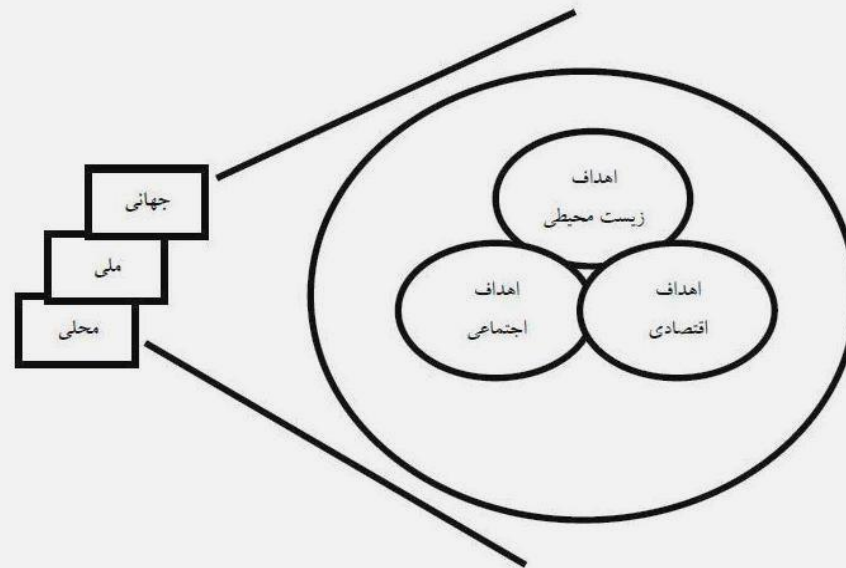 جهانی
ملی
محلی
اهداف
زیست محیطی
اهداف
اقتصادی
اهداف
اجتماعی